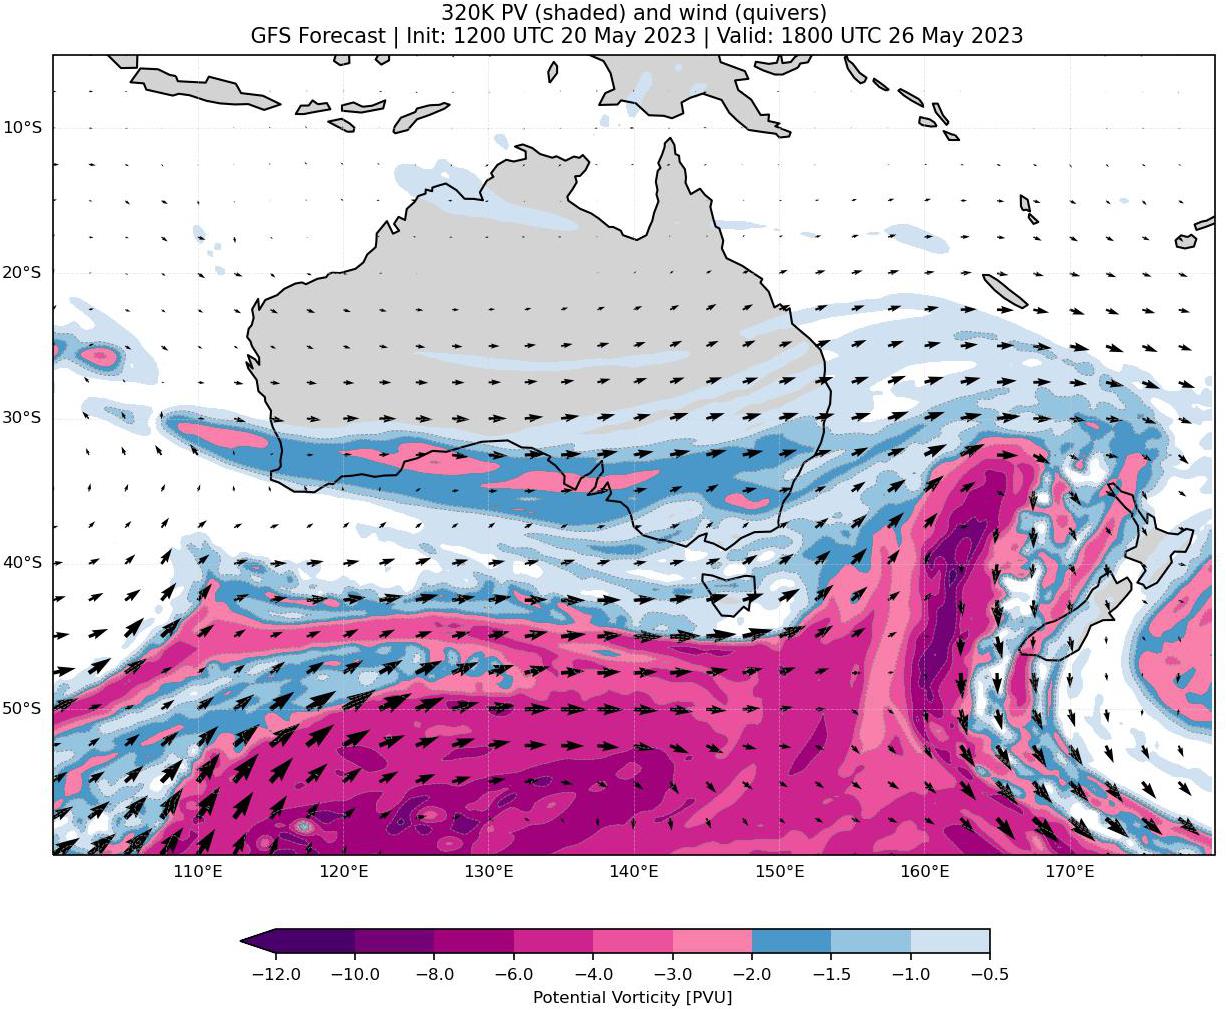 320K PV (shaded) and wind (quivers)
GFS Forecast | Init: 1200 UTC 20 May 2023 | Valid: 1800 UTC 26 May 2023
10°S
20°S
30°S
40°S
50°S
110°E 120°E 130°E 140°E 150°E 160°E 170°E
−12.0 −10.0 −8.0 −6.0 −4.0 −3.0 −2.0 −1.5 −1.0 −0.5
Potential Vorticity [PVU]